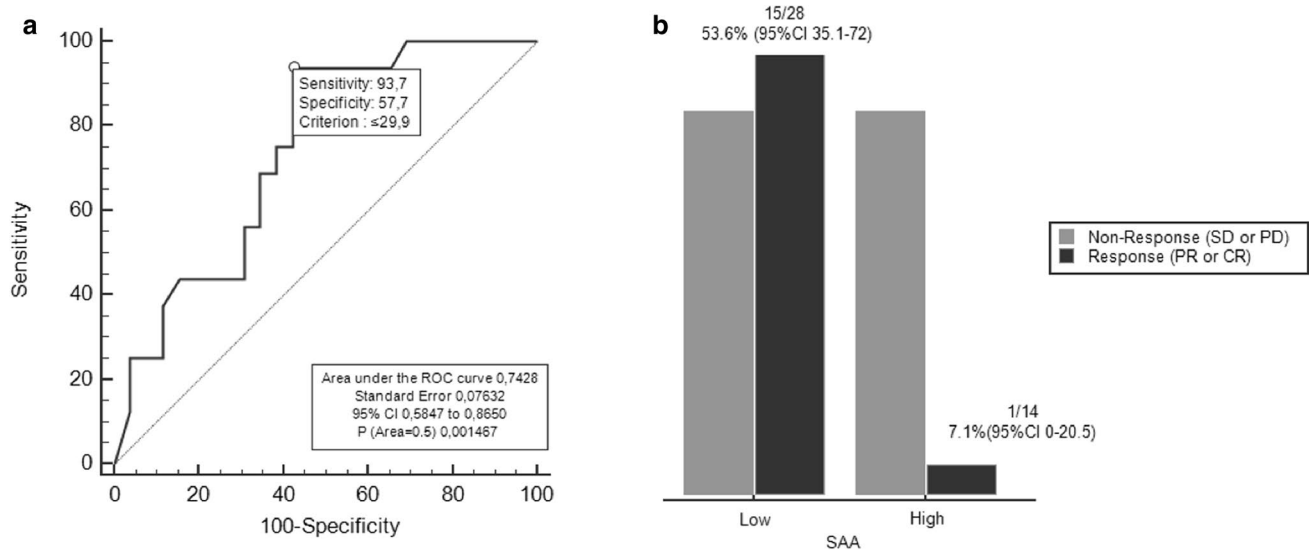 a
100
80
60
40
20
0
Sensitivity
Sensitivity: 93,7
Specificity: 57,7
Criterion : ≤29,9
Area under the ROC curve 0,7428
Standard Error 0,07632
95% CI 0,5847 to 0,8650
P (Area=0.5) 0,001467
0 20 40 60 80 100
100-Specificity
b
15/28
53.6% (95%CI 35.1-72)
1/14
7.1%(95%CI 0-20.5)
Low High
SAA
Non-Response (SD or PD)
Response (PR or CR)